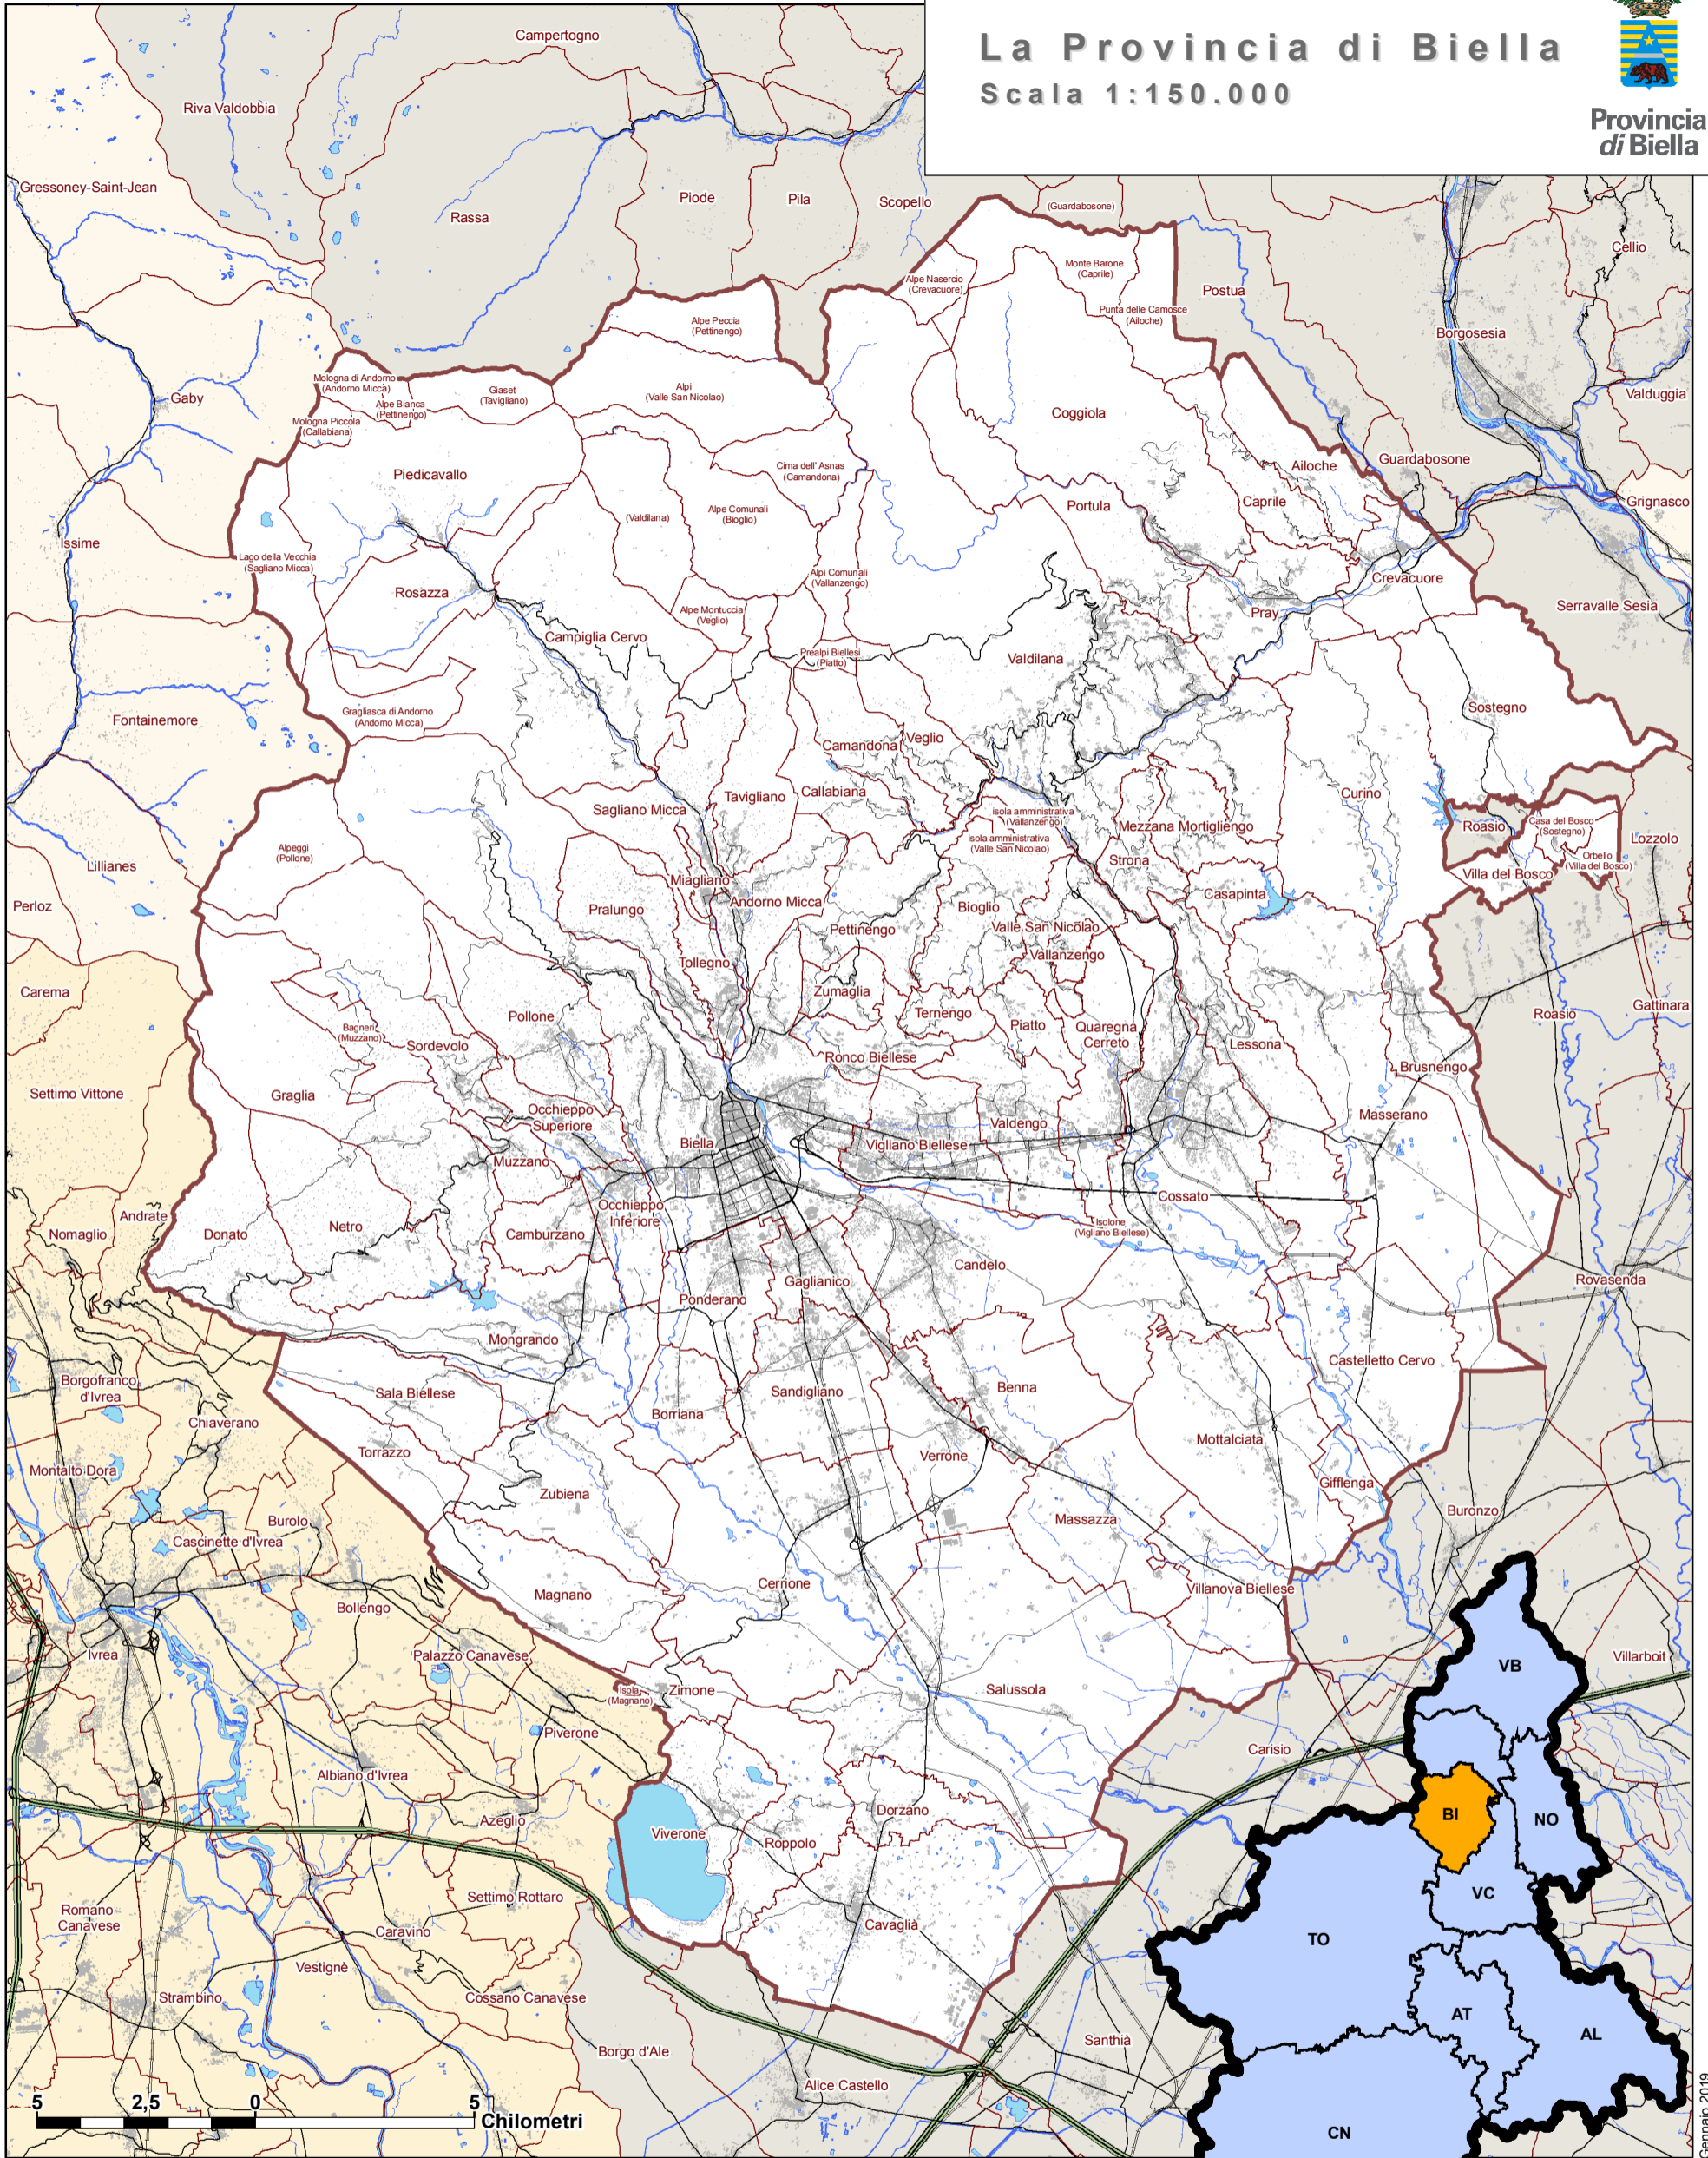 La Provincia di Biella
Scala 1:150.000
Provincia
di Biella
Campertogno
Riva Valdobbia
Gressoney-Saint-Jean
Rassa
Piode
Pila
Scopello
(Guardabosone)
Cellio
Alpe Nasercio
(Crevacuore)
Monte Barone
(Caprile)
Postua
Punta delle Camosce
(Ailoche)
Alpe Peccia
(Pettinengo)
Borgosesia
Mologna di Andorno
(Andorno Micca)
Giaset
(Tavigliano)
Alpi
(Valle San Nicolao)
Gaby
Alpe Bianca
(Pettinengo)
Mologna Piccola
(Callabiana)
Coggiola
Valduggia
Piedicavallo
Cima dell' Asnas
(Camandona)
Ailoche
Guardabosone
Caprile
Grignasco
(Valdilana)
Alpe Comunali
(Bioglio)
Portula
Issime
Lago della Vecchia
(Sagliano Micca)
Rosazza
Alpi Comunali
(Vallanzengo)
Crevacuore
Alpe Montuccia
(Veglio)
Pray
Serravalle Sesia
Campiglia Cervo
Prealpi Biellesi
(Piatto)
Valdilana
Gragliasca di Andorno
(Andorno Micca)
Fontainemore
Sostegno
Camandona
Veglio
Tavigliano
Callabiana
Curino
Sagliano Micca
isola amministrativa
(Vallanzengo)
isola amministrativa
(Valle San Nicolao)
Mezzana Mortigliengo
Roasio
Casa del Bosco
(Sostegno)
Lozzolo
Alpeggi
(Pollone)
Strona
Orbello
(Villa del Bosco)
Lillianes
Villa del Bosco
Miagliano
Andorno Micca
Casapinta
Perloz
Pralungo
Bioglio
Pettinengo
Valle San Nicolao
Vallanzengo
Tollegno
Carema
Zumaglia
Gattinara
Roasio
Pollone
Ternengo
Piatto
Quaregna
Cerreto
Bagneri
(Muzzano)
Sordevolo
Lessona
Ronco Biellese
Brusnengo
Settimo Vittone
Graglia
Occhieppo
Superiore
Masserano
Biella
Vigliano Biellese
Valdengo
Muzzano
Cossato
Andrate
Nomaglio
Donato
Netro
Camburzano
Occhieppo
Inferiore
Isolone
(Vigliano Biellese)
Candelo
Gaglianico
Rovasenda
Ponderano
Mongrando
Castelletto Cervo
Borgofranco
d'Ivrea
Sala Biellese
Sandigliano
Benna
Chiaverano
Borriana
Torrazzo
Mottalciata
Verrone
Montalto Dora
Gifflenga
Zubiena
Buronzo
Burolo
Massazza
Cascinette d'Ivrea
Cerrione
Villanova Biellese
Magnano
Bollengo
Ivrea
Palazzo Canavese
Villarboit
VB
Isola
(Magnano)
Zimone
Salussola
Piverone
Carisio
Albiano d'Ivrea
Dorzano
BI
NO
Azeglio
Viverone
Roppolo
VC
Settimo Rottaro
Romano
Canavese
Cavaglià
Caravino
TO
Vestignè
Strambino
Cossano Canavese
AT
AL
Santhià
Borgo d'Ale
Alice Castello
5 2,5 0 5
Chilometri
CN
Gennaio 2019